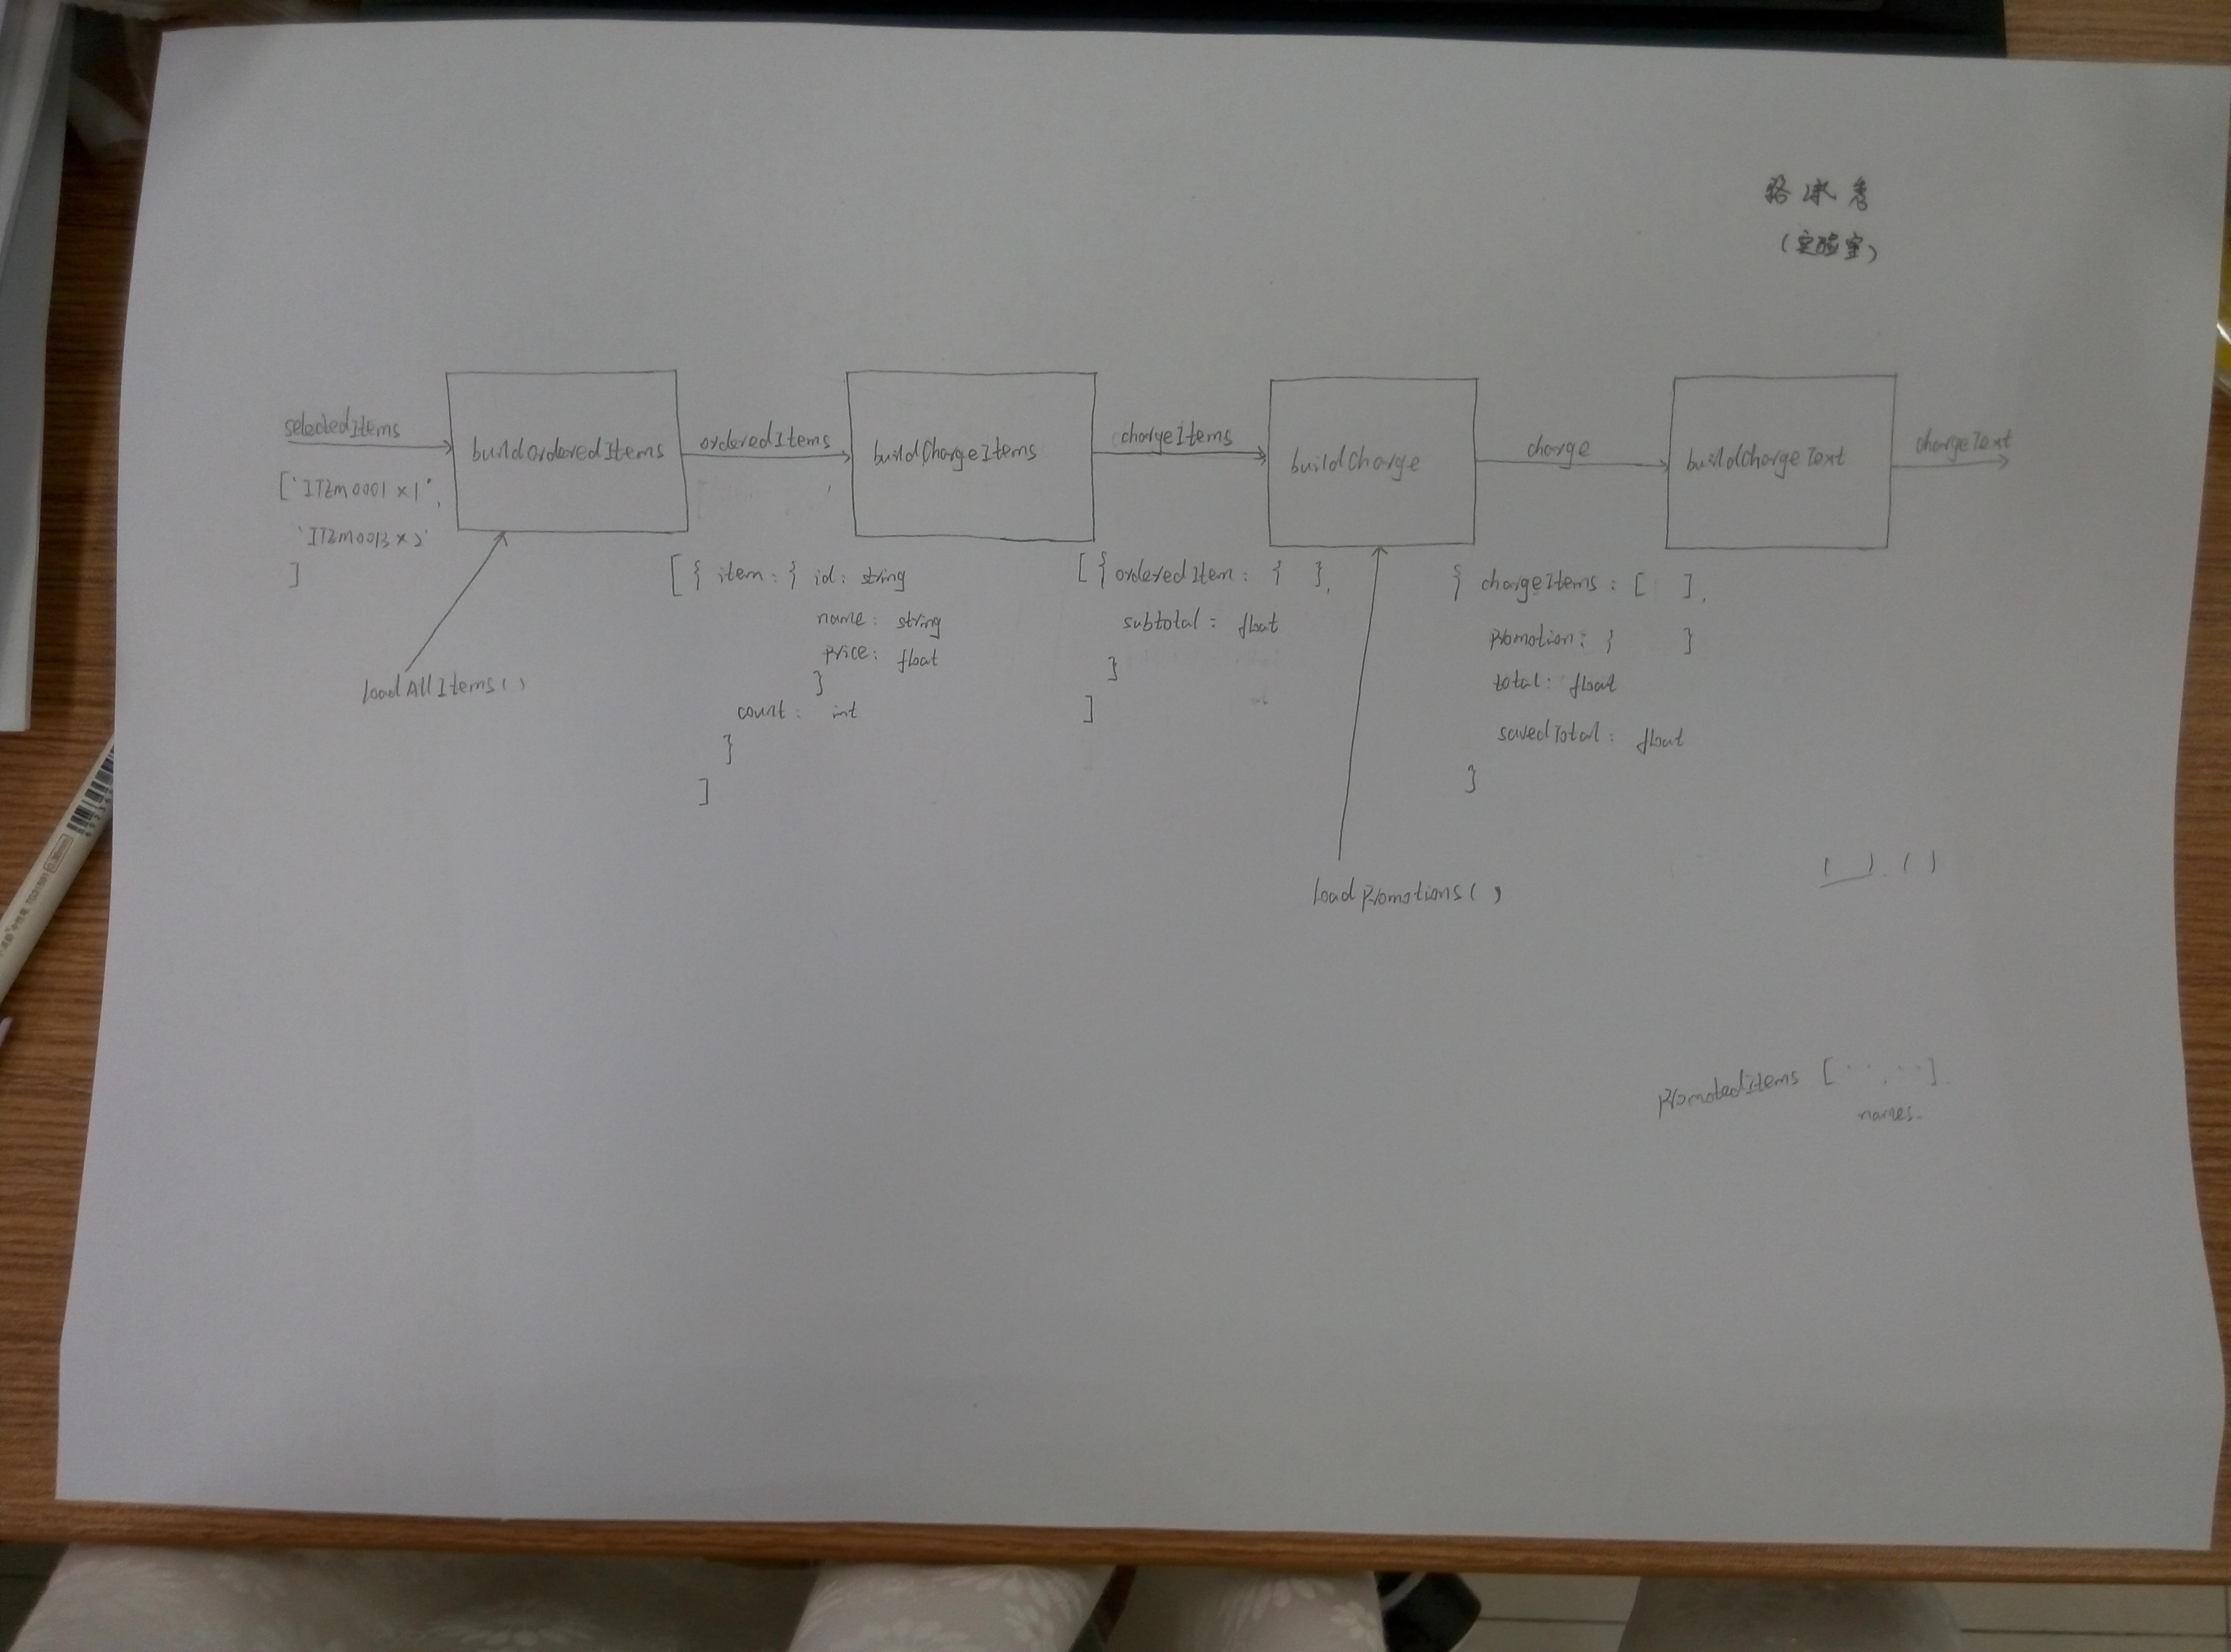 路冰秀
(实验室)
selectedItems
buildOrderedItems
orderedItems
buildChargeItems
chargeItems
buildCharge
charge
buildChargeText
chargeText
['ITEM0001 x 1',
'ITEM0013 x 2'
]
loadAllItems()
[ { item: { id: string
name: string
price: float
}
count: int
}
]
[ { orderedItem: { },
subtotal: float
}
]
loadPromotions()
{ chargeItems: [ ],
promotion: { }
total: float
savedTotal: float
}
( ) . ( )
promotedItems [ ··, ·· ]
names.